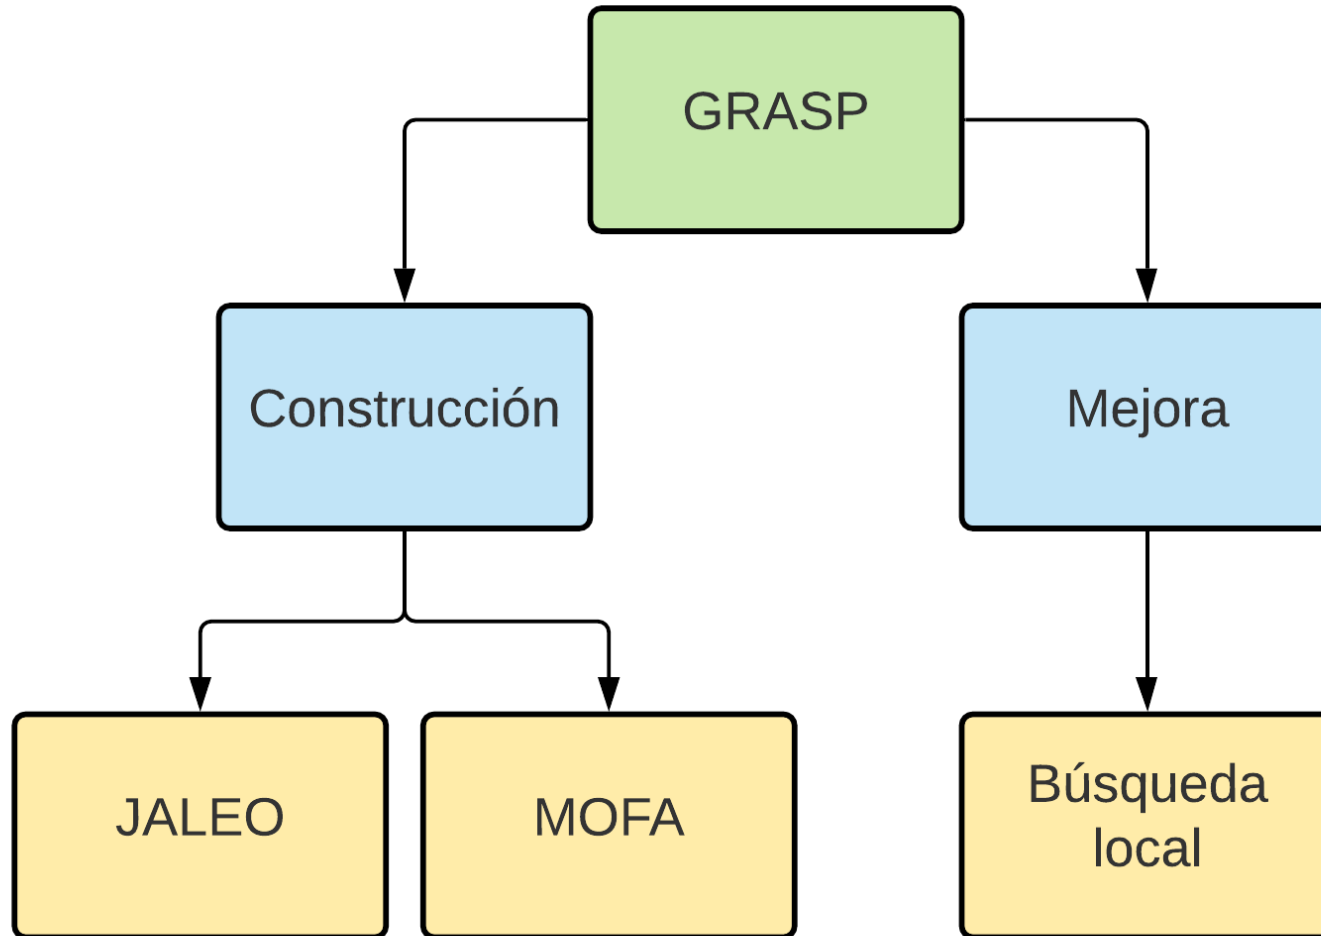 GRASP
Construcción
Mejora
JALEO
MOFA
Búsqueda
local